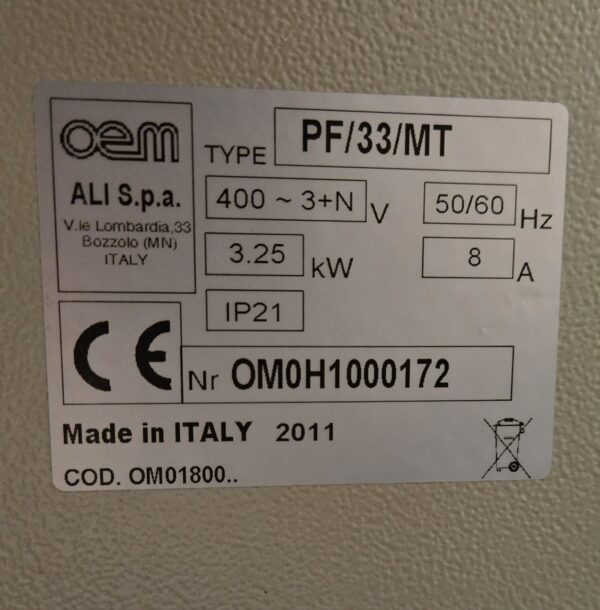 oem
ALI S.p.a.
V.le Lombardia,33
Bozzolo (MN)
ITALY
TYPE PF/33/MT
400 ~ 3+N V 50/60 Hz
3.25 kW 8 A
IP21
CE Nr OM0H1000172
Made in ITALY 2011
COD. OM01800..